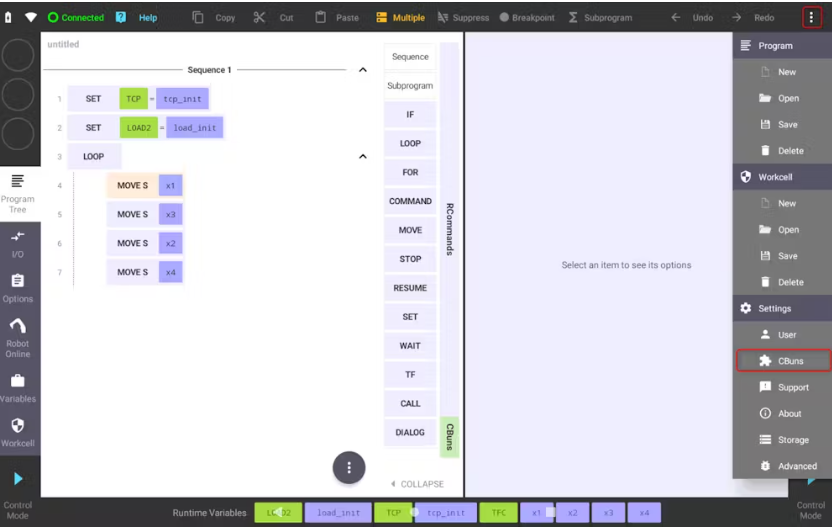 Connected Help Copy Cut Paste Multiple Suppress Breakpoint Subprogram Undo Redo
untitled
Sequence 1
1 SET TCP = tcp_init
2 SET LOAD2 = load_init
3 LOOP
4 MOVE S x1
5 MOVE S x3
6 MOVE S x2
7 MOVE S x4
Program
Tree
I/O
Options
Robot
Online
Variables
Workcell
Control
Mode
Sequence
Subprogram
IF
LOOP
FOR
COMMAND
MOVE
STOP
RESUME
SET
WAIT
TF
CALL
DIALOG
COLLAPSE
RCommands
CBuns
Select an item to see its options
Program
New
Open
Save
Delete
Workcell
New
Open
Save
Delete
Settings
User
CBuns
Support
About
Storage
Advanced
Control
Mode
Runtime Variables LOAD2 load_init TCP tcp_init TFC x1 x2 x3 x4